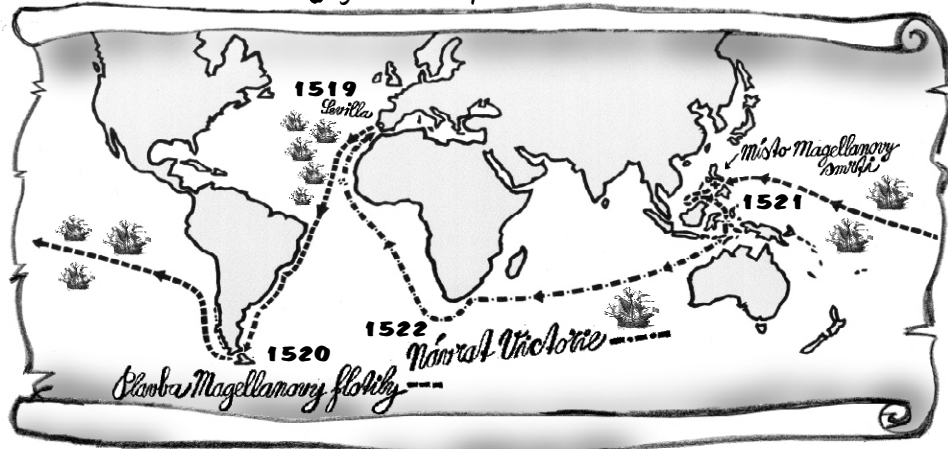 1519
Sevilla
Místo Magellanovy
smrti
1521
1522
Návrat Victorie
1520
Plavba Magellanovy flotily